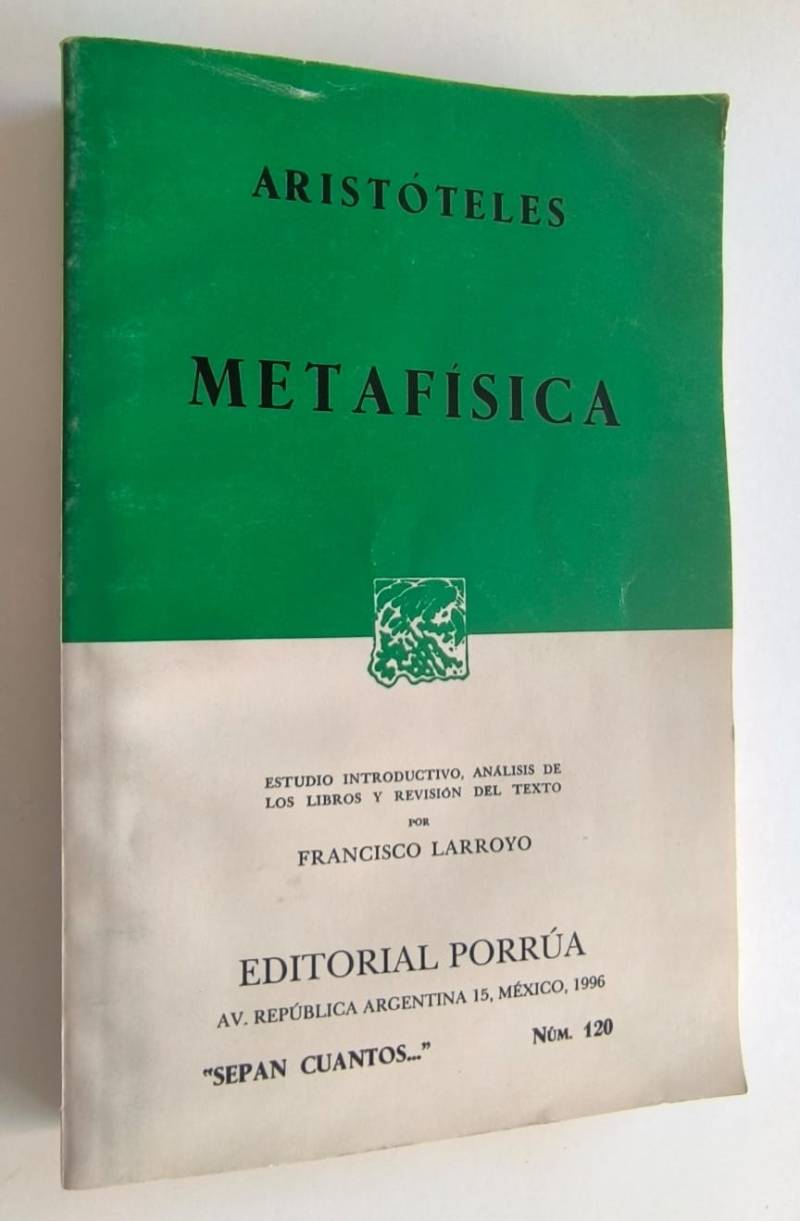 ARISTÓTELES
METAFÍSICA
ESTUDIO INTRODUCTIVO, ANÁLISIS DE
LOS LIBROS Y REVISIÓN DEL TEXTO
POR
FRANCISCO LARROYO
EDITORIAL PORRÚA
AV. REPÚBLICA ARGENTINA 15, MÉXICO, 1996
"SEPAN CUANTOS..." NÚM. 120